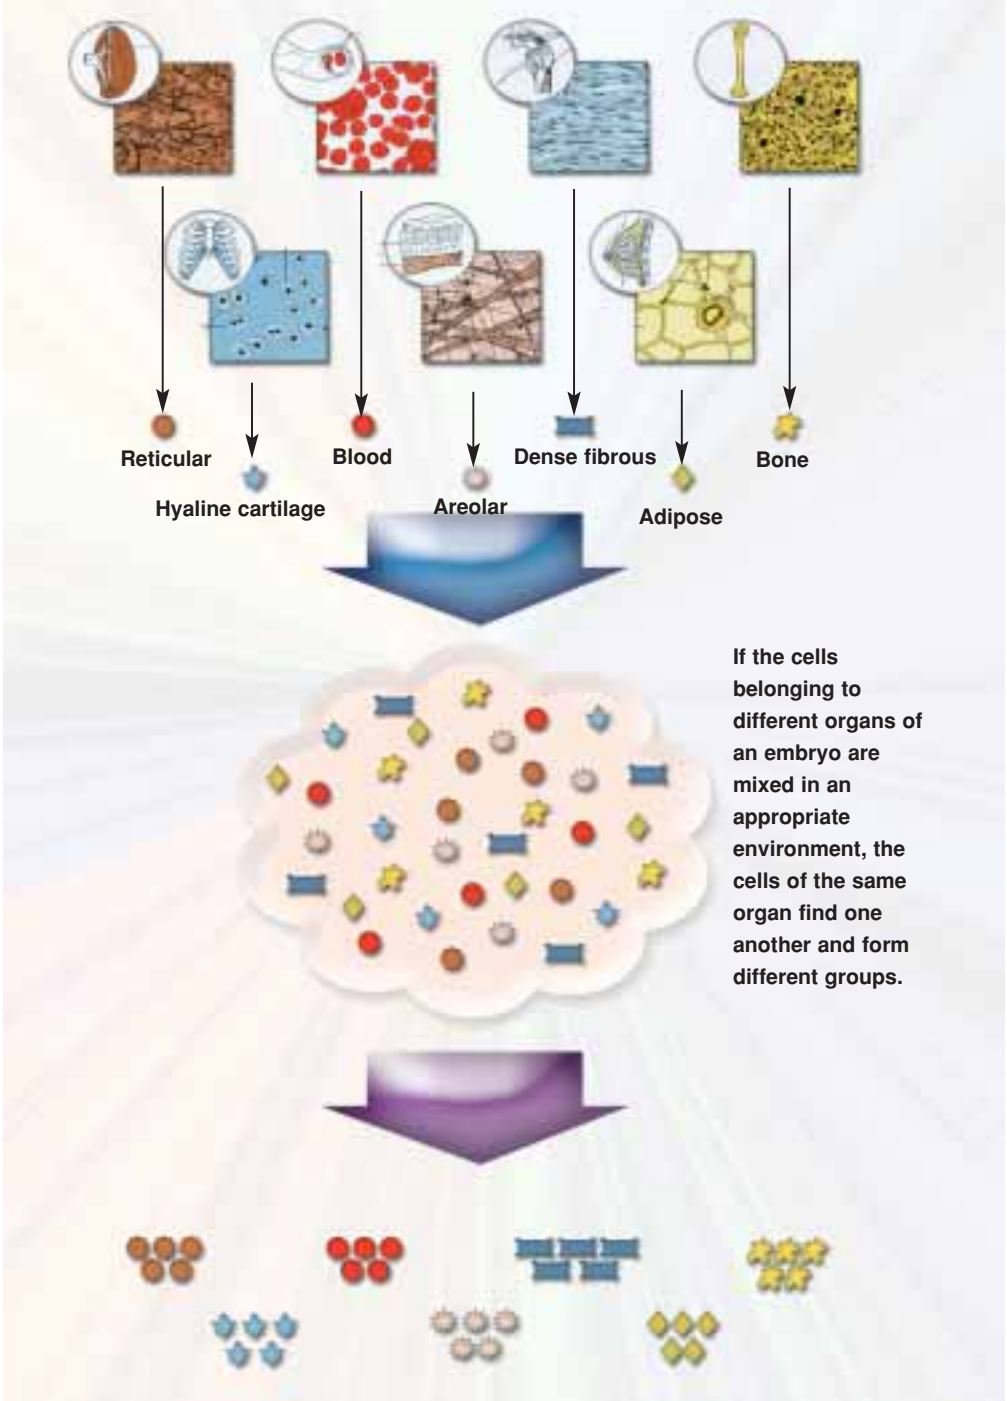 Reticular
Blood
Dense fibrous
Bone
Hyaline cartilage
Areolar
Adipose
If the cells
belonging to
different organs of
an embryo are
mixed in an
appropriate
environment, the
cells of the same
organ find one
another and form
different groups.